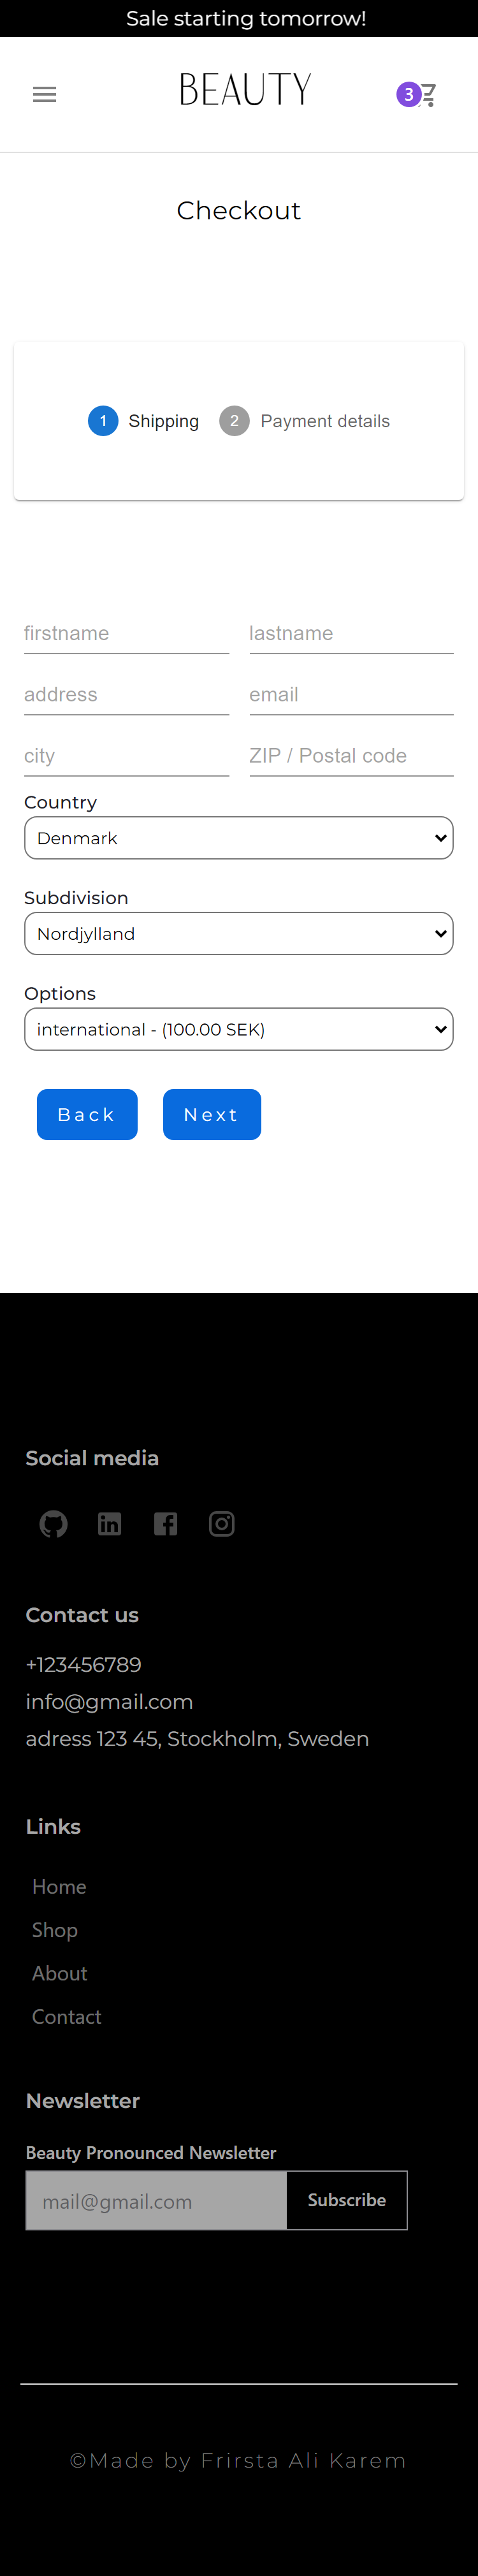 Sale starting tomorrow!
BEAUTY
3
Checkout
1 Shipping 2 Payment details
firstname lastname
address email
city ZIP / Postal code
Country
Denmark
Subdivision
Nordjylland
Options
international - (100.00 SEK)
Back Next
Social media
Contact us
+123456789
info@gmail.com
adress 123 45, Stockholm, Sweden
Links
Home
Shop
About
Contact
Newsletter
Beauty Pronounced Newsletter
mail@gmail.com Subscribe
©Made by Frirsta Ali Karem